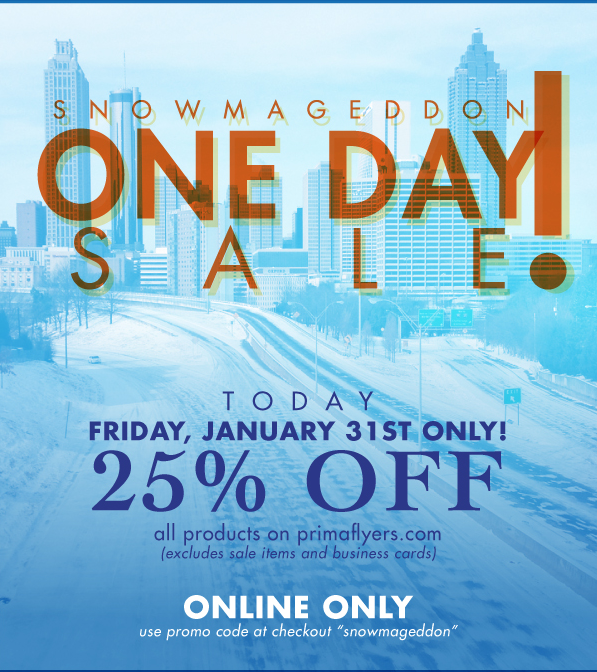 SNOWMAGEDDON
ONE DAY!
SALE
TODAY
FRIDAY, JANUARY 31ST ONLY!
25% OFF
all products on primaflyers.com
(excludes sale items and business cards)
ONLINE ONLY
use promo code at checkout “snowmageddon”